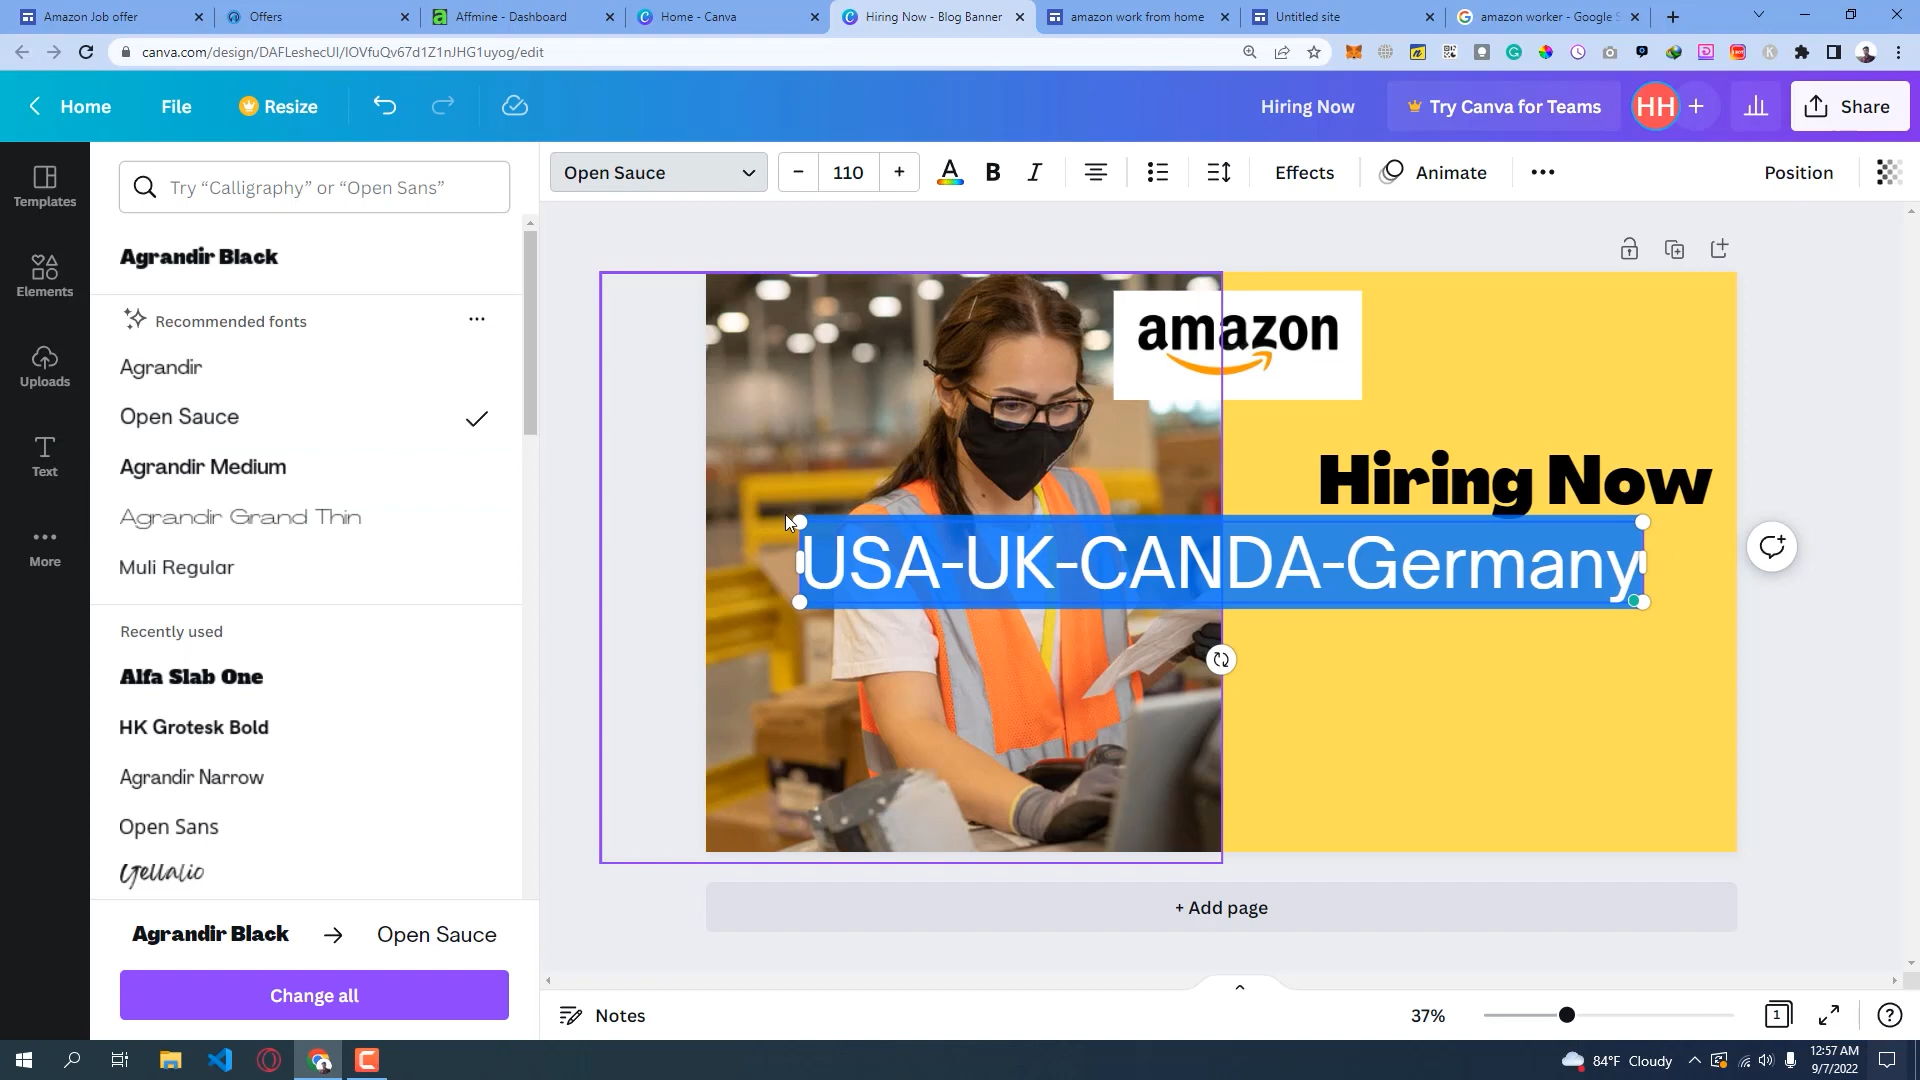 Amazon Job offer
Offers
Affmine - Dashboard
Home - Canva
Hiring Now - Blog Banner
amazon work from home
Untitled site
amazon worker - Google S
canva.com/design/DAFLeshecUI/IOVfuQv67d1Z1nJHG1uyog/edit
Home
File
Resize
Hiring Now
Try Canva for Teams
HH
Share
Templates
Elements
Uploads
Text
More
Try “Calligraphy” or “Open Sans”
Agrandir Black
Recommended fonts
Agrandir
Open Sauce
Agrandir Medium
Agrandir Grand Thin
Muli Regular
Recently used
Alfa Slab One
HK Grotesk Bold
Agrandir Narrow
Open Sans
Gellalio
Agrandir Black → Open Sauce
Change all
Open Sauce
- 110 +
A B I
Effects
Animate
Position
amazon
Hiring Now
USA-UK-CANDA-Germany
+ Add page
Notes
37%
1
?
84°F Cloudy
12:57 AM
9/7/2022